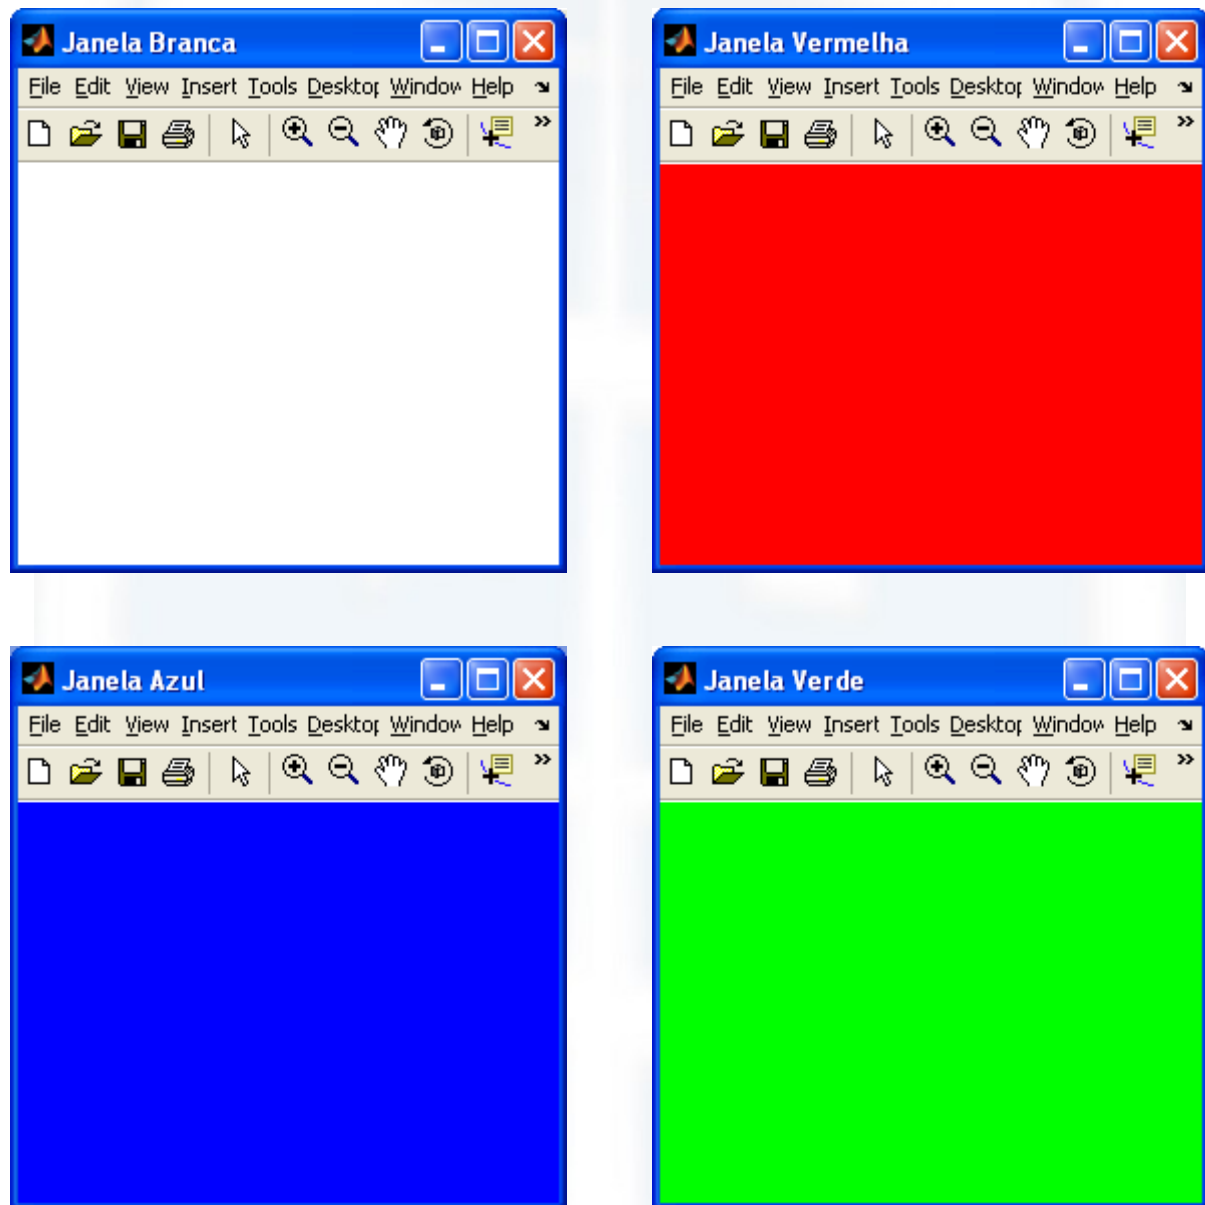 Janela Branca
File Edit View Insert Tools Desktop Window Help
Janela Vermelha
File Edit View Insert Tools Desktop Window Help
Janela Azul
File Edit View Insert Tools Desktop Window Help
Janela Verde
File Edit View Insert Tools Desktop Window Help